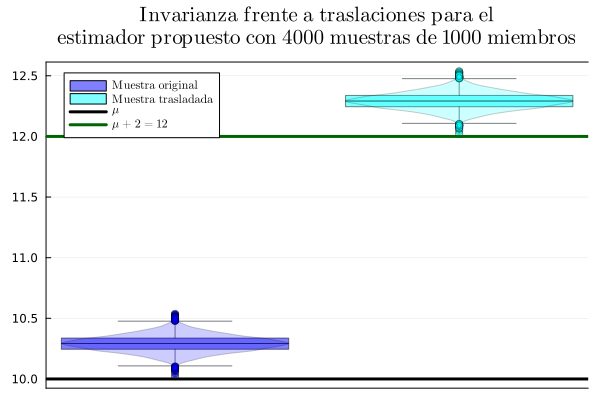 Invarianza frente a traslaciones para el
estimador propuesto con 4000 muestras de 1000 miembros
12.5
12.0
11.5
11.0
10.5
10.0
Muestra original
Muestra trasladada
μ
μ + 2 = 12